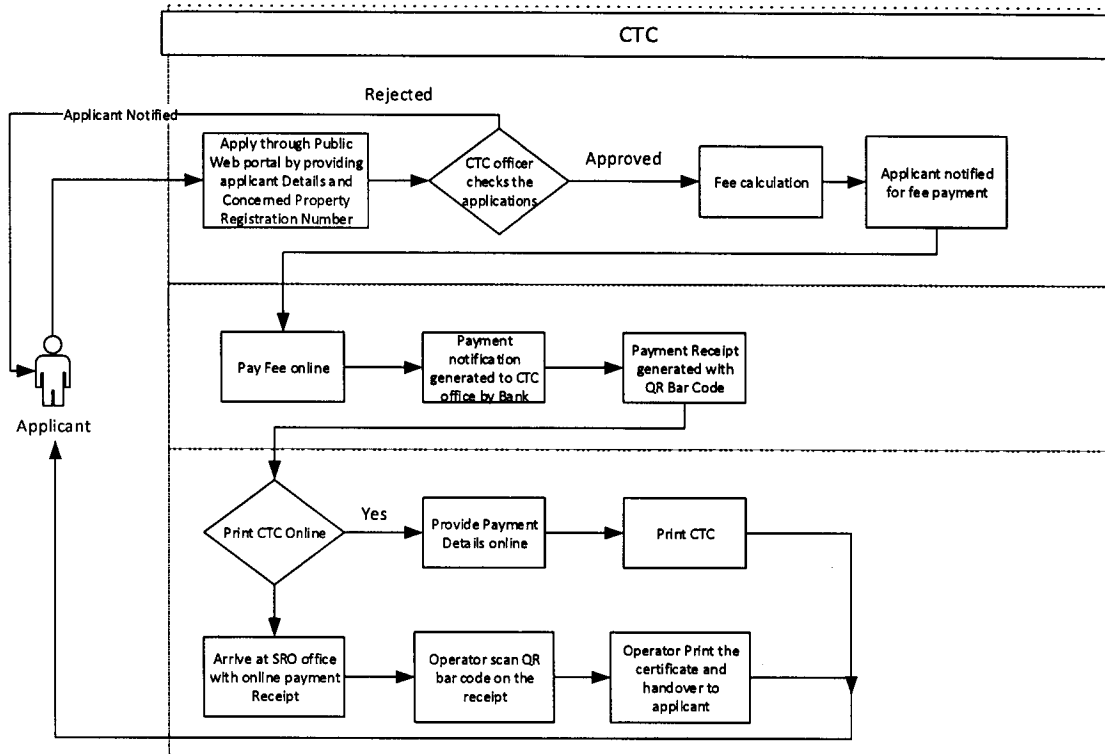 CTC
Rejected
Applicant Notified
Apply through Public
Web portal by providing
applicant Details and
Concerned Property
Registration Number
CTC officer
checks the
applications
Approved
Fee calculation
Applicant notified
for fee payment
Pay Fee online
Payment
notification
generated to CTC
office by Bank
Payment Receipt
generated with
QR Bar Code
Applicant
Print CTC Online
Yes
Provide Payment
Details online
Print CTC
Arrive at SRO office
with online payment
Receipt
Operator scan QR
bar code on the
receipt
Operator Print the
certificate and
handover to
applicant